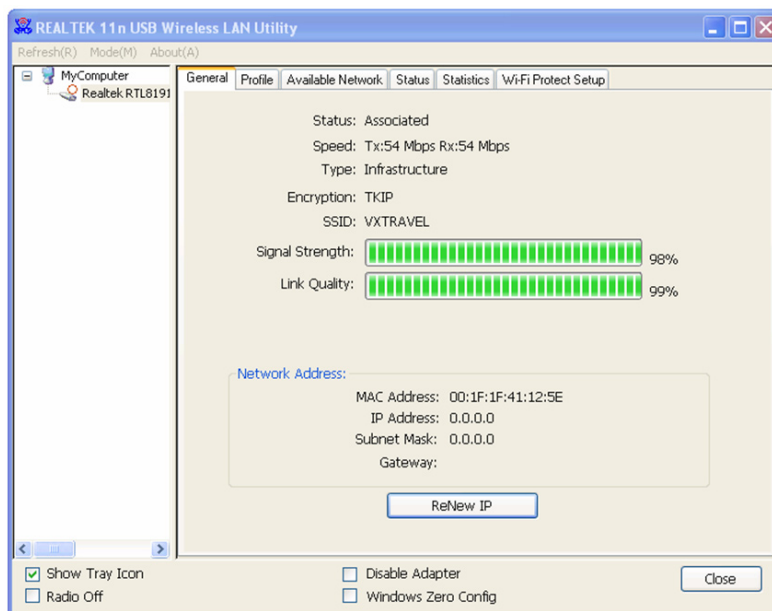 REALTEK 11n USB Wireless LAN Utility
Refresh(R) Mode(M) About(A)
MyComputer
Realtek RTL8191
General Profile Available Network Status Statistics Wi-Fi Protect Setup
Status: Associated
Speed: Tx:54 Mbps Rx:54 Mbps
Type: Infrastructure
Encryption: TKIP
SSID: VXTRAVEL
Signal Strength: 98%
Link Quality: 99%
Network Address:
MAC Address: 00:1F:1F:41:12:5E
IP Address: 0.0.0.0
Subnet Mask: 0.0.0.0
Gateway:
ReNew IP
Show Tray Icon Disable Adapter
Radio Off Windows Zero Config
Close